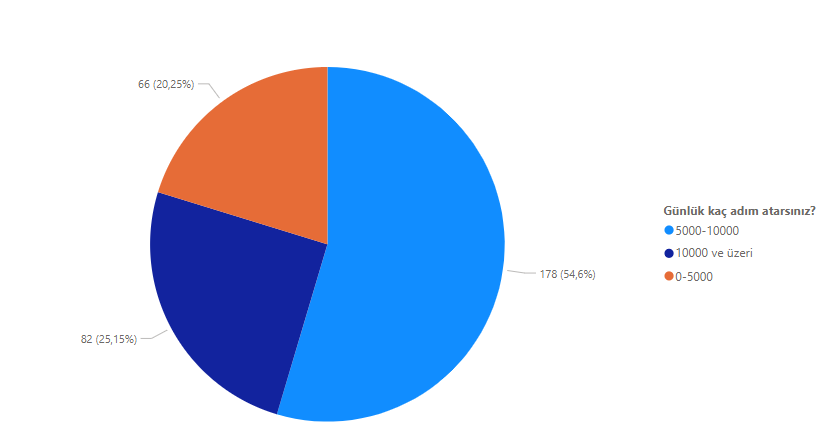 66 (20,25%)
178 (54,6%)
82 (25,15%)
Günlük kaç adım atarsınız?
5000-10000
10000 ve üzeri
0-5000